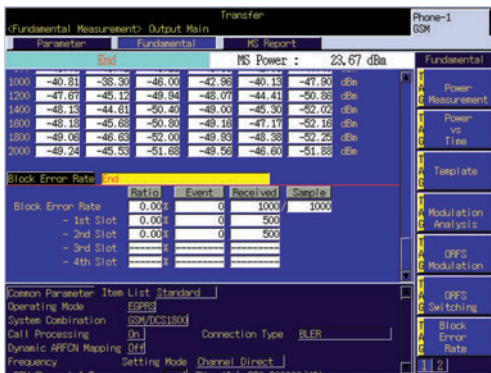 Transfer
Phone-1
<Fundamental Measurement> Output Main
GSM
Parameter Fundamental MS Report
End MS Power : 23.67 dBm
Fundamental
1000 -40.81 -38.30 -46.00 -42.96 -40.13 -47.90 dBm
1200 -47.67 -45.12 -49.94 -48.07 -44.41 -50.86 dBm
1400 -48.13 -44.61 -50.40 -49.00 -45.30 -52.02 dBm
1600 -48.18 -45.68 -50.80 -49.16 -47.17 -52.16 dBm
1800 -49.06 -46.63 -52.00 -49.93 -48.38 -52.25 dBm
2000 -49.24 -45.53 -51.68 -49.56 -46.60 -51.88 dBm
Block Error Rate End
Ratio Event Received Sample
Block Error Rate 0.00% 0 1000/ 1000
- 1st Slot 0.00% 0 500
- 2nd Slot 0.00% 0 500
- 3rd Slot ------% ------ ------
- 4th Slot ------% ------ ------
Common Parameter Item List Standard
Operating Mode EGPRS
System Combination GSM/DCS1800
Call Processing On Connection Type BLER
Dynamic ARFCN Mapping Off
Frequency Setting Mode Channel Direct
TAG Power Measurement
TAG Power vs Time
TAG Template
TAG Modulation Analysis
TAG ORFS Modulation
TAG ORFS Switching
TAG Block Error Rate
1 2